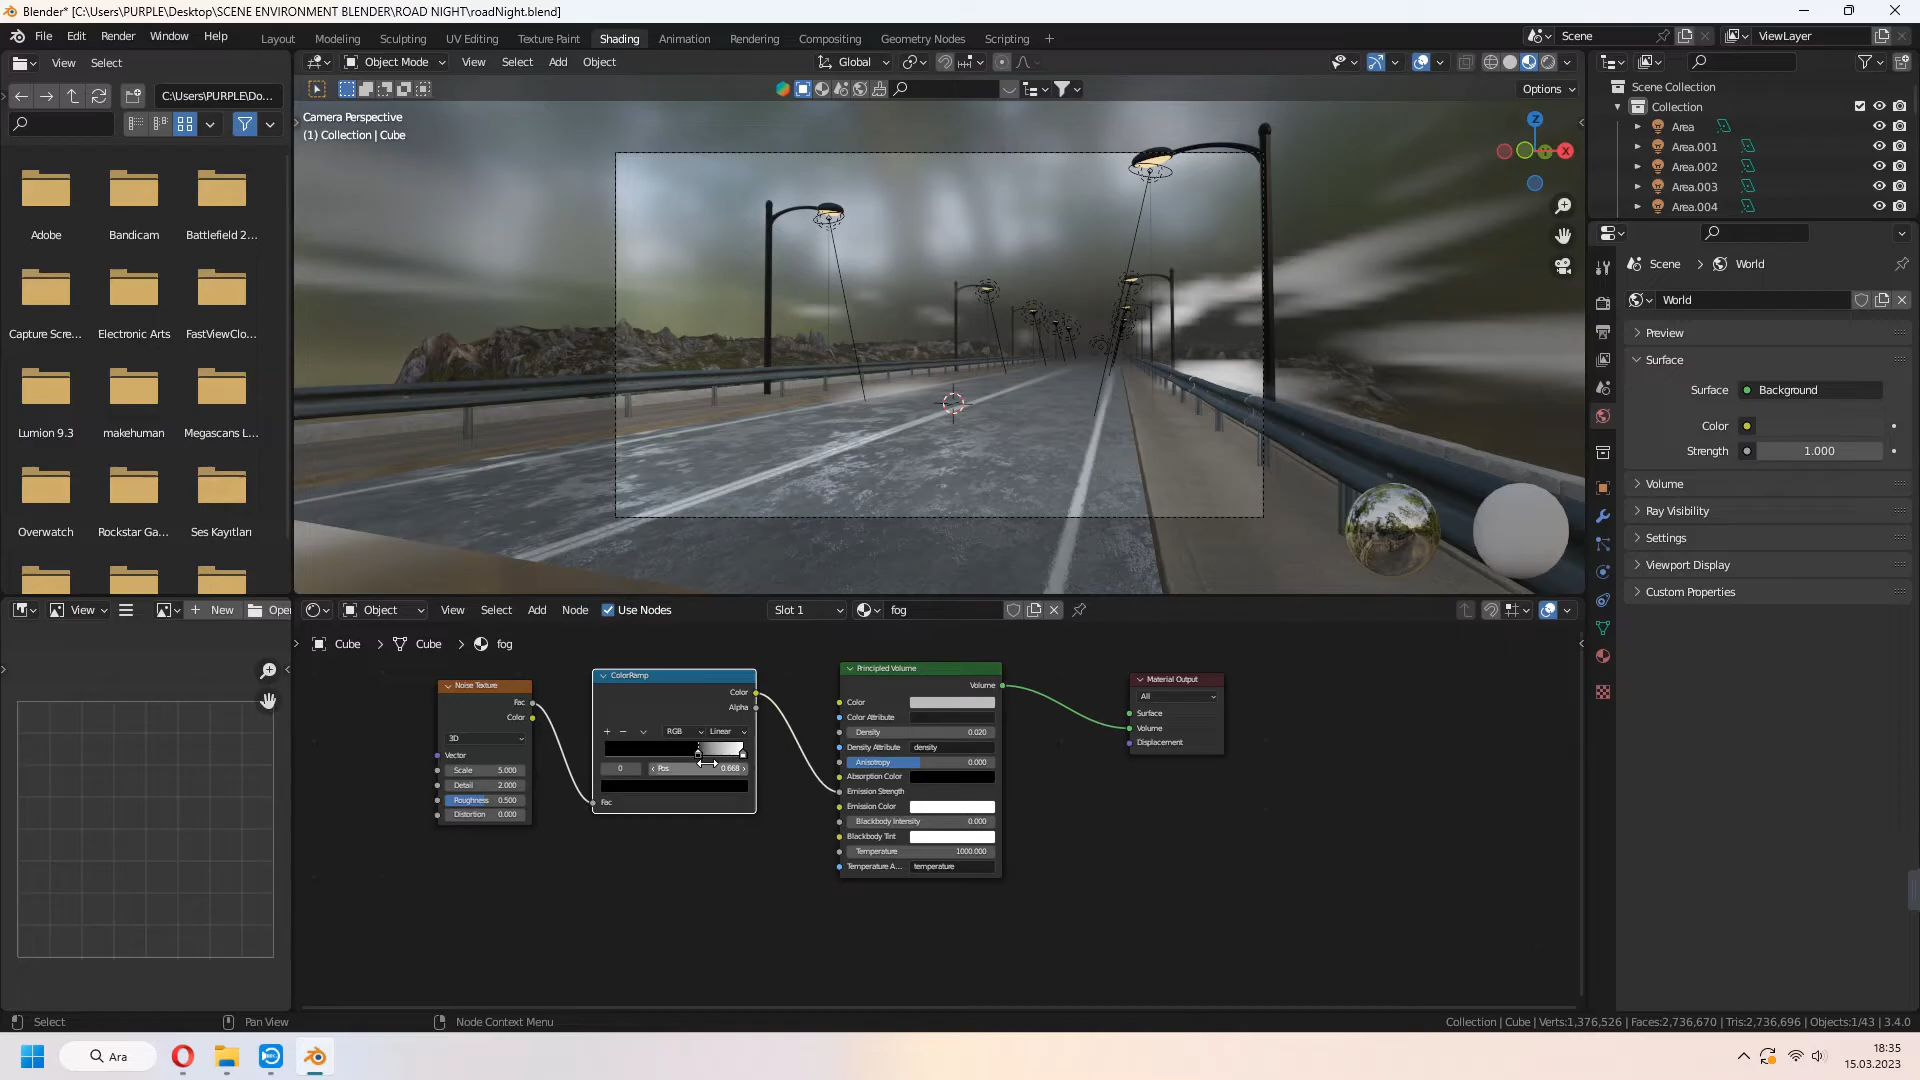 Blender* [C:\Users\PURPLE\Desktop\SCENE ENVIRONMENT BLENDER\ROAD NIGHT\roadNight.blend]
File Edit Render Window Help
Layout Modeling Sculpting UV Editing Texture Paint Shading Animation Rendering Compositing Geometry Nodes Scripting +
Scene
ViewLayer
View Select
Object Mode View Select Add Object
Global
C:\Users\PURPLE\Do...
Options
Camera Perspective
(1) Collection | Cube
Z
Y
X
Scene Collection
Collection
Area
Area.001
Area.002
Area.003
Area.004
Adobe Bandicam Battlefield 2...
Capture Scre... Electronic Arts FastViewClo...
Lumion 9.3 makehuman Megascans L...
Overwatch Rockstar Ga... Ses Kayıtları
Scene > World
World
Preview
Surface
Surface Background
Color
Strength 1.000
Volume
Ray Visibility
Settings
Viewport Display
Custom Properties
View New Open
Object View Select Add Node Use Nodes Slot 1 fog
Cube > Cube > fog
Noise Texture
Fac
Color
3D
Vector
Scale 5.000
Detail 2.000
Roughness 0.500
Distortion 0.000
ColorRamp
Color
Alpha
RGB Linear
0 Pos 0.668
Fac
Principled Volume
Volume
Color
Color Attribute
Density 0.020
Density Attribute density
Anisotropy 0.000
Absorption Color
Emission Strength
Emission Color
Blackbody Intensity 0.000
Blackbody Tint
Temperature 1000.000
Temperature A... temperature
Material Output
All
Surface
Volume
Displacement
Select Pan View Node Context Menu
Collection | Cube | Verts:1,376,526 | Faces:2,736,670 | Tris:2,736,696 | Objects:1/43 | 3.4.0
Ara
18:35
15.03.2023